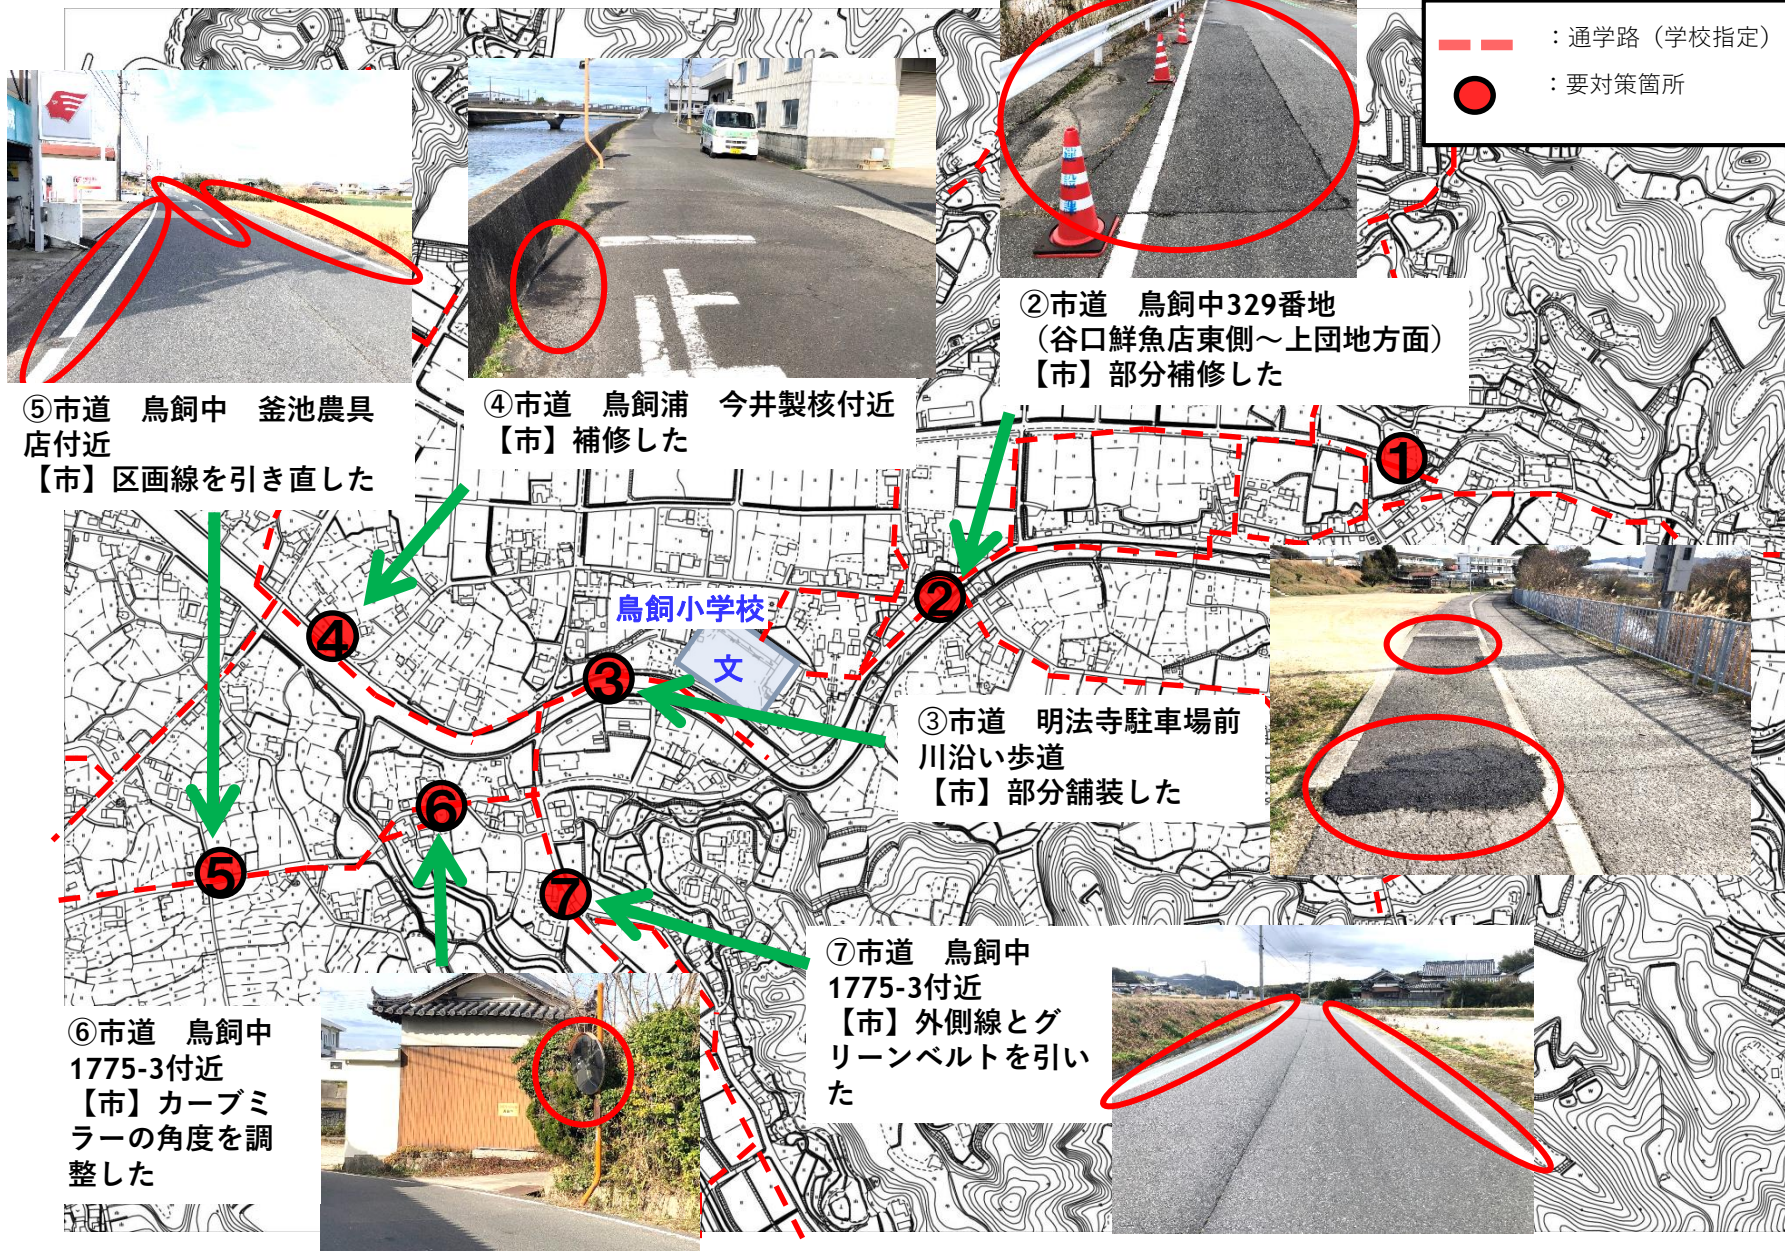 ：通学路（学校指定）
：要対策箇所
②市道　鳥飼中329番地
（谷口鮮魚店東側～上団地方面）
【市】部分補修した
④市道　鳥飼浦　今井製核付近
【市】補修した
⑤市道　鳥飼中　釜池農具
店付近
【市】区画線を引き直した
止
①
②
③
④
⑤
⑥
⑦
鳥飼小学校
文
③市道　明法寺駐車場前
川沿い歩道
【市】部分舗装した
⑦市道　鳥飼中
1775-3付近
【市】外側線とグ
リーンベルトを引い
た
⑥市道　鳥飼中
1775-3付近
【市】カーブミ
ラーの角度を調
整した